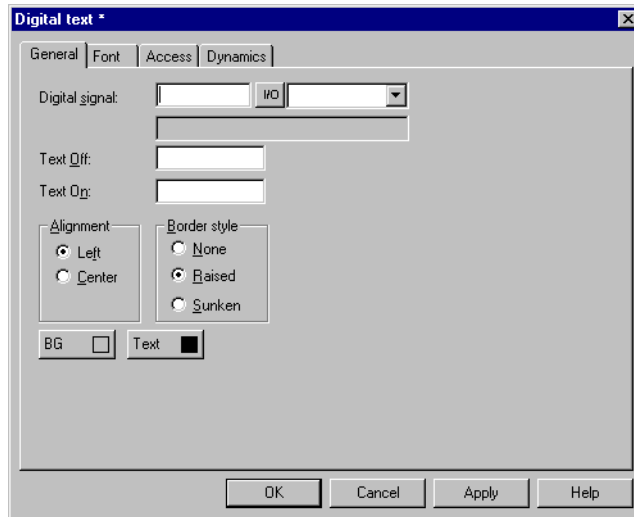 Digital text *
General Font Access Dynamics
Digital signal: I/O
Text Off:
Text On:
Alignment Border style
Left None
Center Raised
Sunken
BG Text
OK Cancel Apply Help